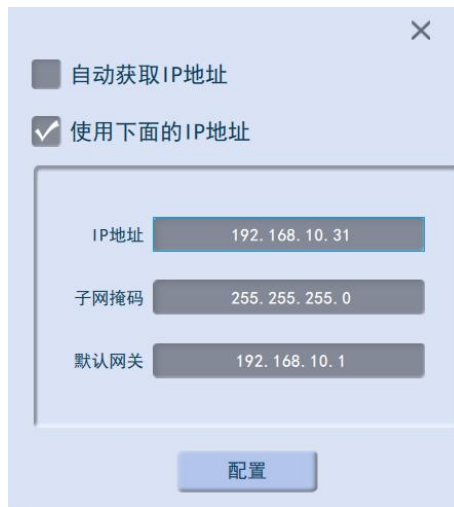 自动获取IP地址
使用下面的IP地址
IP地址 192.168.10.31
子网掩码 255.255.255.0
默认网关 192.168.10.1
配置